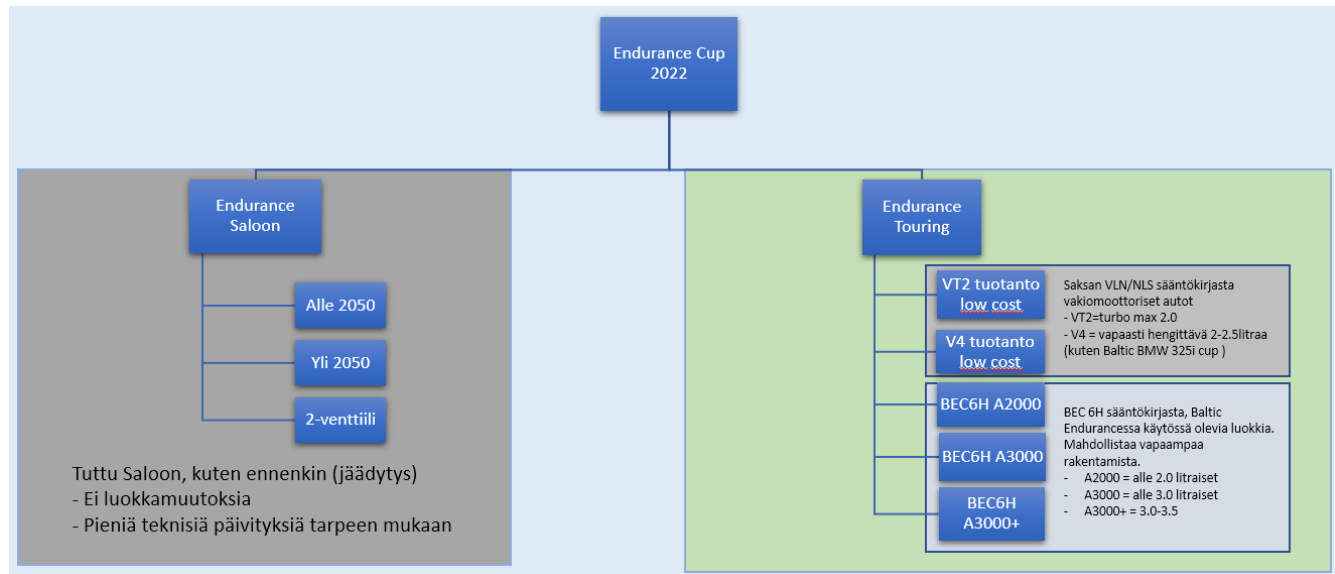 Endurance Cup
2022
Endurance
Saloon
Alle 2050
Yli 2050
2-venttiili
Tuttu Saloon, kuten ennenkin (jäädytys)
- Ei luokkamuutoksia
- Pieniä teknisiä päivityksiä tarpeen mukaan
Endurance
Touring
VT2 tuotanto
low cost
V4 tuotanto
low cost
Saksan VLN/NLS sääntökirjasta
vakiomoottoriset autot
- VT2=turbo max 2.0
- V4 = vapaasti hengittävä 2-2.5litraa
(kuten Baltic BMW 325i cup )
BEC6H A2000
BEC6H A3000
BEC6H
A3000+
BEC 6H sääntökirjasta, Baltic
Endurancessa käytössä olevia luokkia.
Mahdollistaa vapaampaa
rakentamista.
- A2000 = alle 2.0 litraiset
- A3000 = alle 3.0 litraiset
- A3000+ = 3.0-3.5